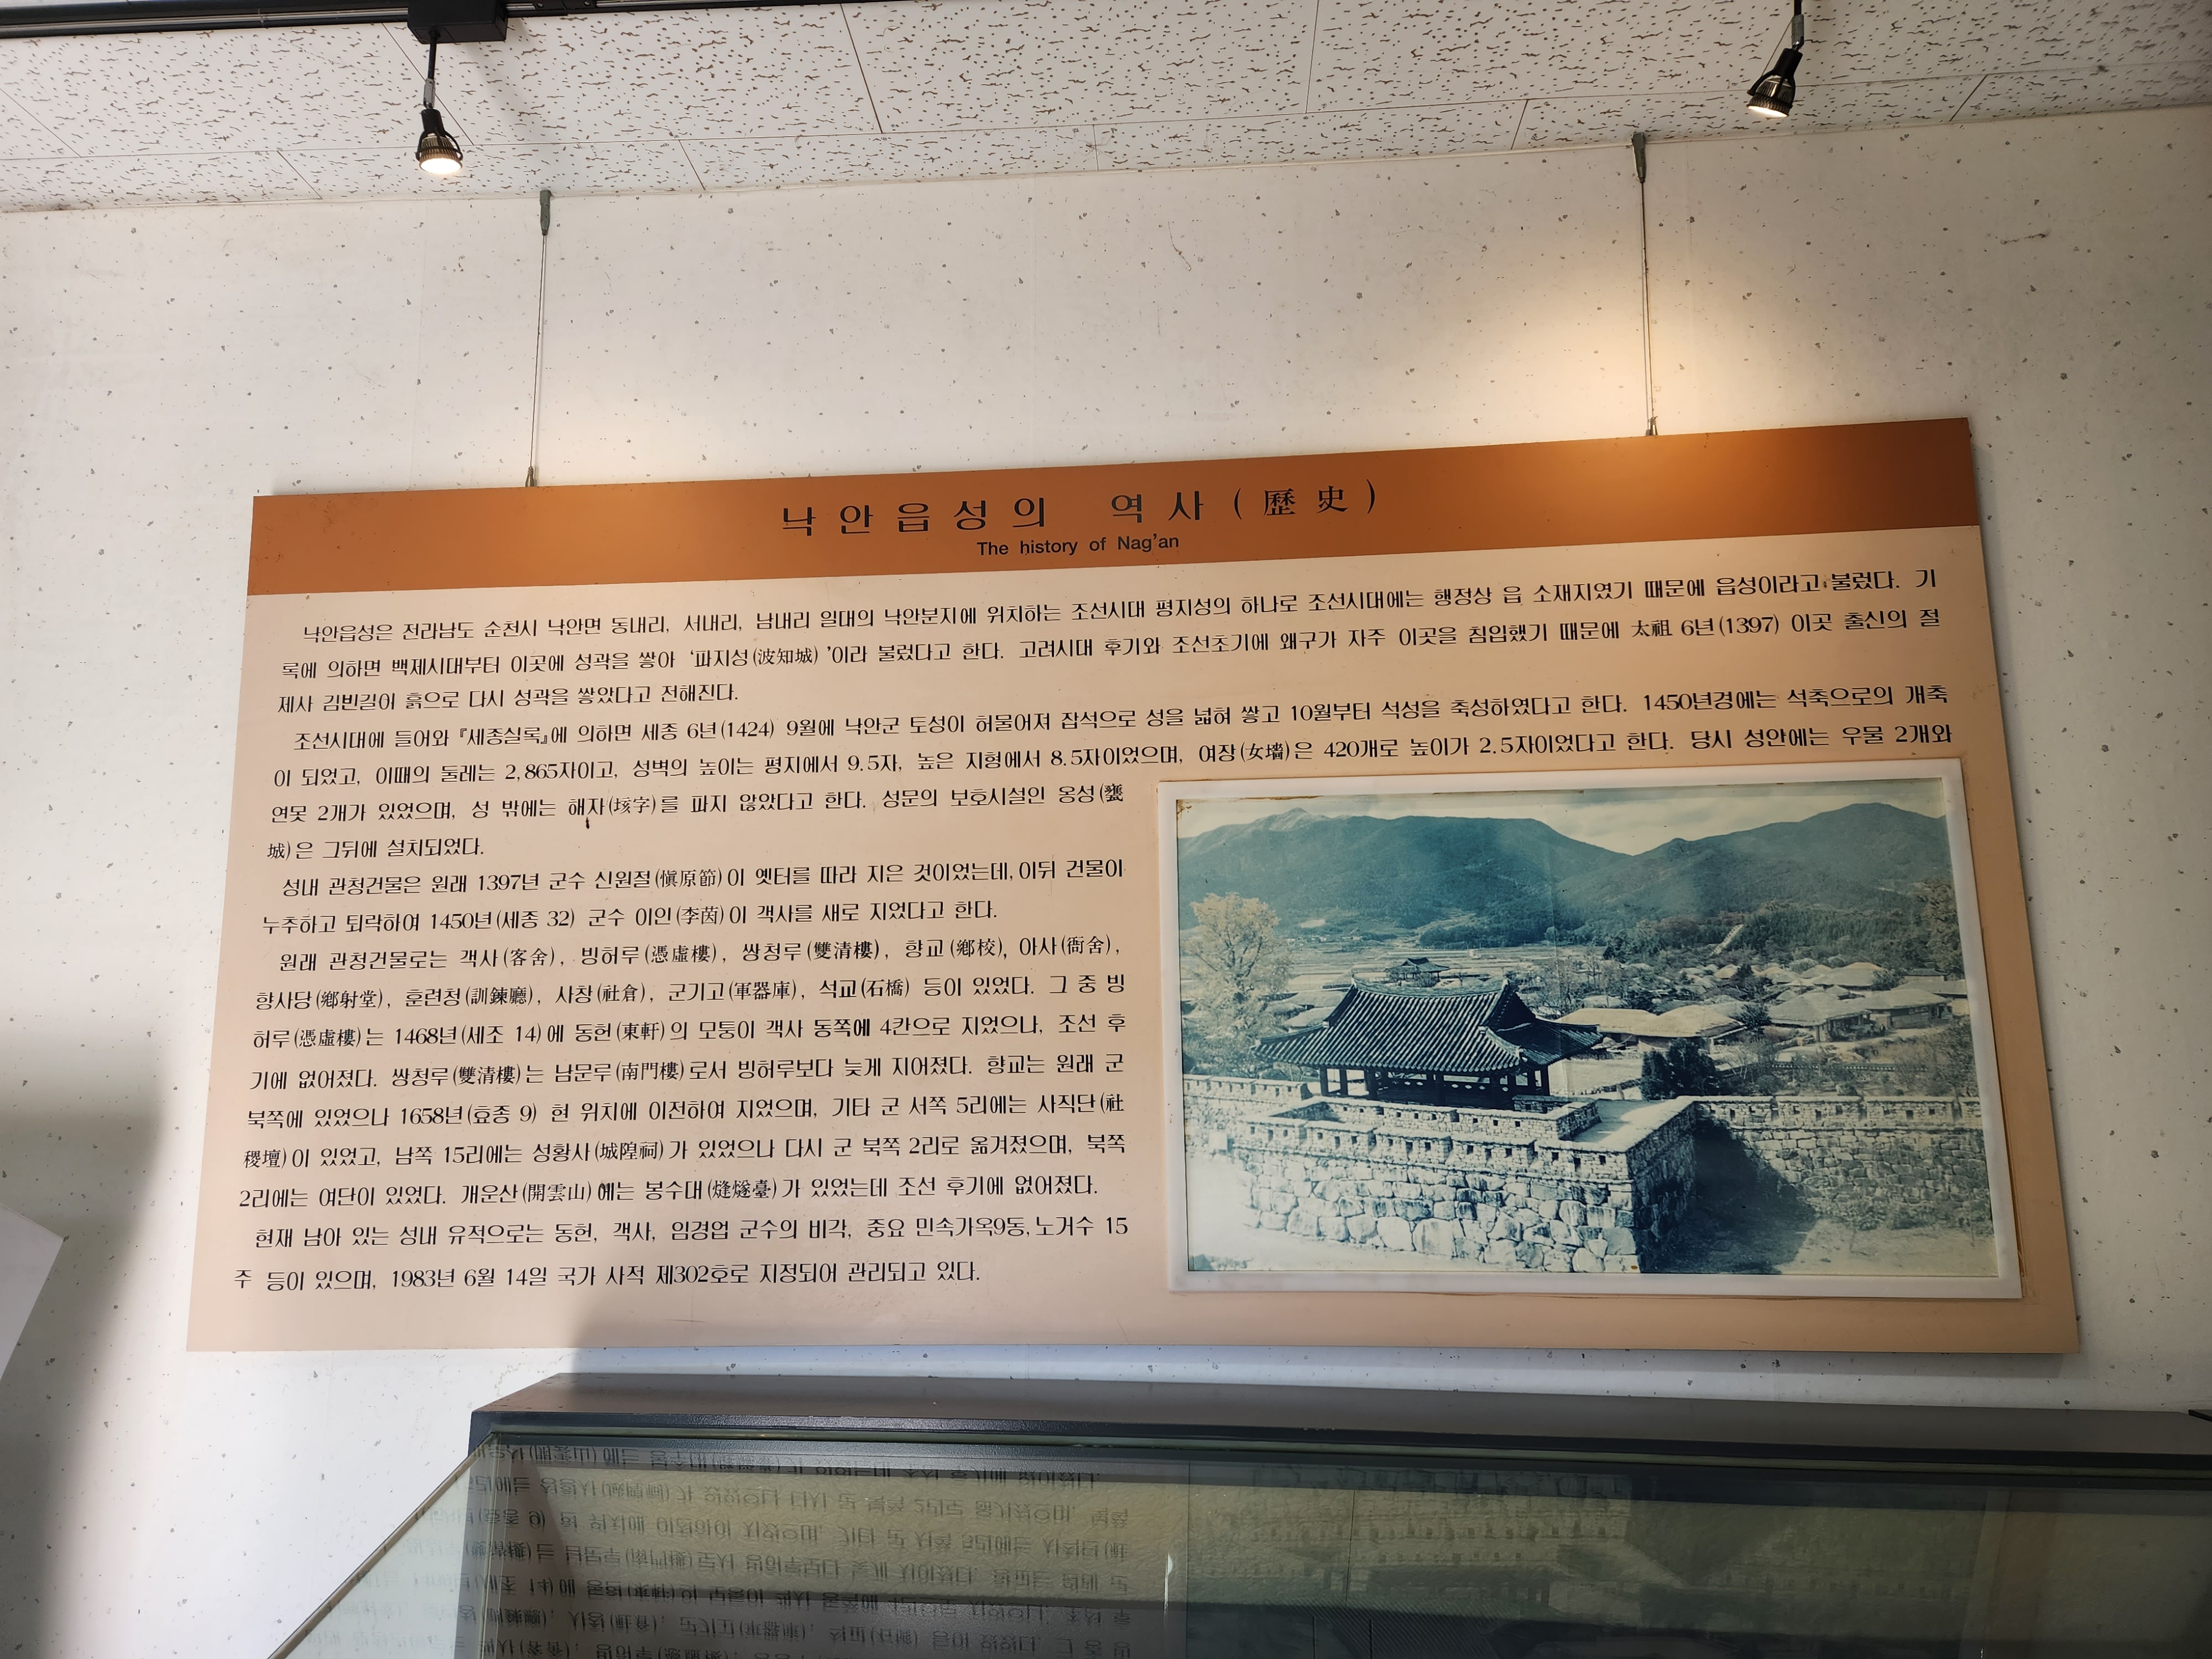 낙안읍성의 역사(歷史)
The history of Nag'an
낙안읍성은 전라남도 순천시 낙안면 동내리, 서내리, 남내리 일대의 낙안분지에 위치하는 조선시대 평지성의 하나로 조선시대에는 행정상 읍 소재지였기 때문에 읍성이라고 불렀다. 기
록에 의하면 백제시대부터 이곳에 성곽을 쌓아 ‘파지성(波知城)’이라 불렀다고 한다. 고려시대 후기와 조선초기에 왜구가 자주 이곳을 침입했기 때문에 太祖 6년(1397) 이곳 출신의 절
제사 김빈길이 흙으로 다시 성곽을 쌓았다고 전해진다.
조선시대에 들어와 『세종실록』에 의하면 세종 6년(1424) 9월에 낙안군 토성이 허물어져 잡석으로 성을 넓혀 쌓고 10월부터 석성을 축성하였다고 한다. 1450년경에는 석축으로의 개축
이 되었고, 이때의 둘레는 2,865자이고, 성벽의 높이는 평지에서 9.5자, 높은 지형에서 8.5자이었으며, 여장(女墻)은 420개로 높이가 2.5자이었다고 한다. 당시 성안에는 우물 2개와
연못 2개가 있었으며, 성 밖에는 해자(垓字)를 파지 않았다고 한다. 성문의 보호시설인 옹성(甕
城)은 그뒤에 설치되었다.
성내 관청건물은 원래 1397년 군수 신원절(愼原節)이 옛터를 따라 지은 것이었는데, 이뒤 건물이
누추하고 퇴락하여 1450년(세종 32) 군수 이인(李茵)이 객사를 새로 지었다고 한다.
원래 관청건물로는 객사(客舍), 빙허루(憑虛樓), 쌍청루(雙清樓), 향교(鄕校), 아사(衙舍),
향사당(鄕射堂), 훈련청(訓鍊廳), 사창(社倉), 군기고(軍器庫), 석교(石橋) 등이 있었다. 그 중 빙
허루(憑虛樓)는 1468년(세조 14)에 동헌(東軒)의 모퉁이 객사 동쪽에 4칸으로 지었으나, 조선 후
기에 없어졌다. 쌍청루(雙清樓)는 남문루(南門樓)로서 빙허루보다 늦게 지어졌다. 향교는 원래 군
북쪽에 있었으나 1658년(효종 9) 현 위치에 이전하여 지었으며, 기타 군 서쪽 5리에는 사직단(社
稷壇)이 있었고, 남쪽 15리에는 성황사(城隍祠)가 있었으나 다시 군 북쪽 2리로 옮겨졌으며, 북쪽
2리에는 여단이 있었다. 개운산(開雲山)에는 봉수대(烽燧臺)가 있었는데 조선 후기에 없어졌다.
현재 남아 있는 성내 유적으로는 동헌, 객사, 임경업 군수의 비각, 중요 민속가옥9동, 노거수 15
주 등이 있으며, 1983년 6월 14일 국가 사적 제302호로 지정되어 관리되고 있다.